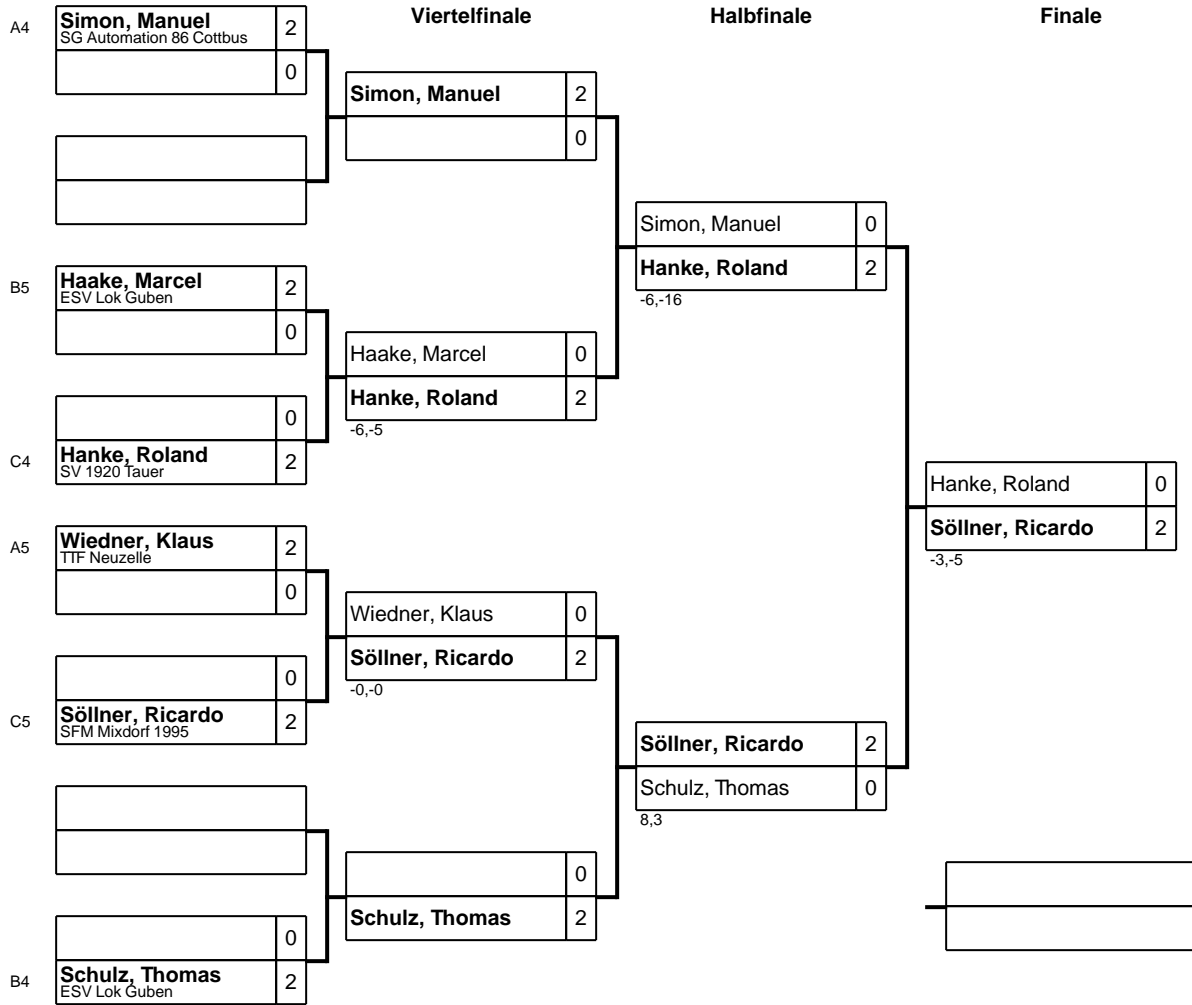 Viertelfinale
Halbfinale
Finale
A4
Simon, Manuel
2
SG Automation 86 Cottbus
0
Simon, Manuel
2
0
Simon, Manuel
0
Hanke, Roland
2
-6,-16
B5
Haake, Marcel
2
ESV Lok Guben
0
Haake, Marcel
0
Hanke, Roland
2
-6,-5
0
C4
Hanke, Roland
2
SV 1920 Tauer
Hanke, Roland
0
Söllner, Ricardo
2
-3,-5
A5
Wiedner, Klaus
2
TTF Neuzelle
0
Wiedner, Klaus
0
Söllner, Ricardo
2
-0,-0
0
C5
Söllner, Ricardo
2
SFM Mixdorf 1995
Söllner, Ricardo
2
Schulz, Thomas
0
8,3
0
Schulz, Thomas
2
0
B4
Schulz, Thomas
2
ESV Lok Guben